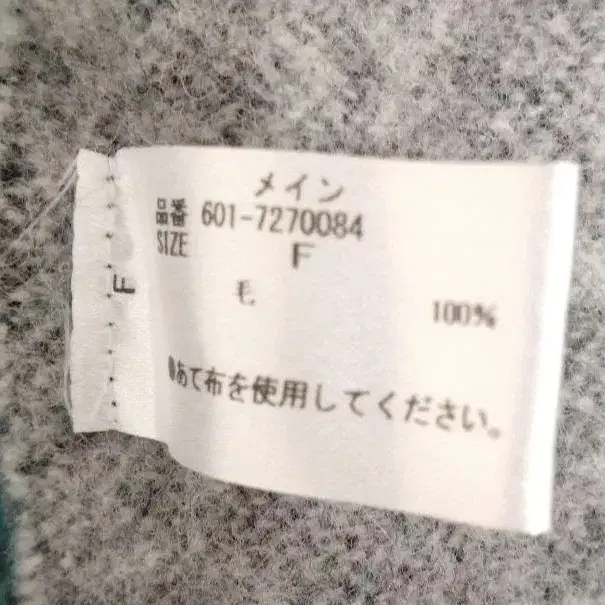 メイン
品番 601-7270084
SIZE F
毛 100%
●あて布を使用してください。
F